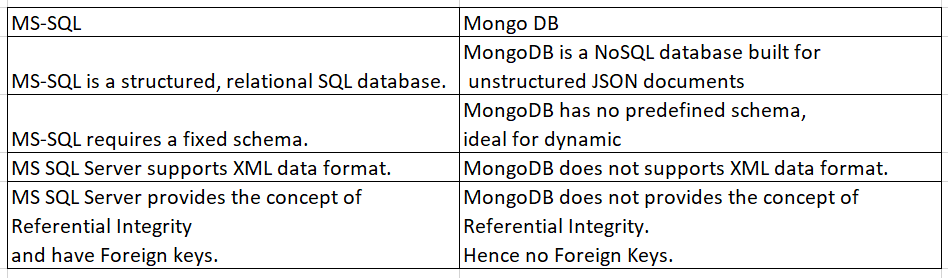 MS-SQL
Mongo DB
MS-SQL is a structured, relational SQL database.
MongoDB is a NoSQL database built for
unstructured JSON documents
MS-SQL requires a fixed schema.
MongoDB has no predefined schema,
ideal for dynamic
MS SQL Server supports XML data format.
MongoDB does not supports XML data format.
MS SQL Server provides the concept of
Referential Integrity
and have Foreign keys.
MongoDB does not provides the concept of
Referential Integrity.
Hence no Foreign Keys.